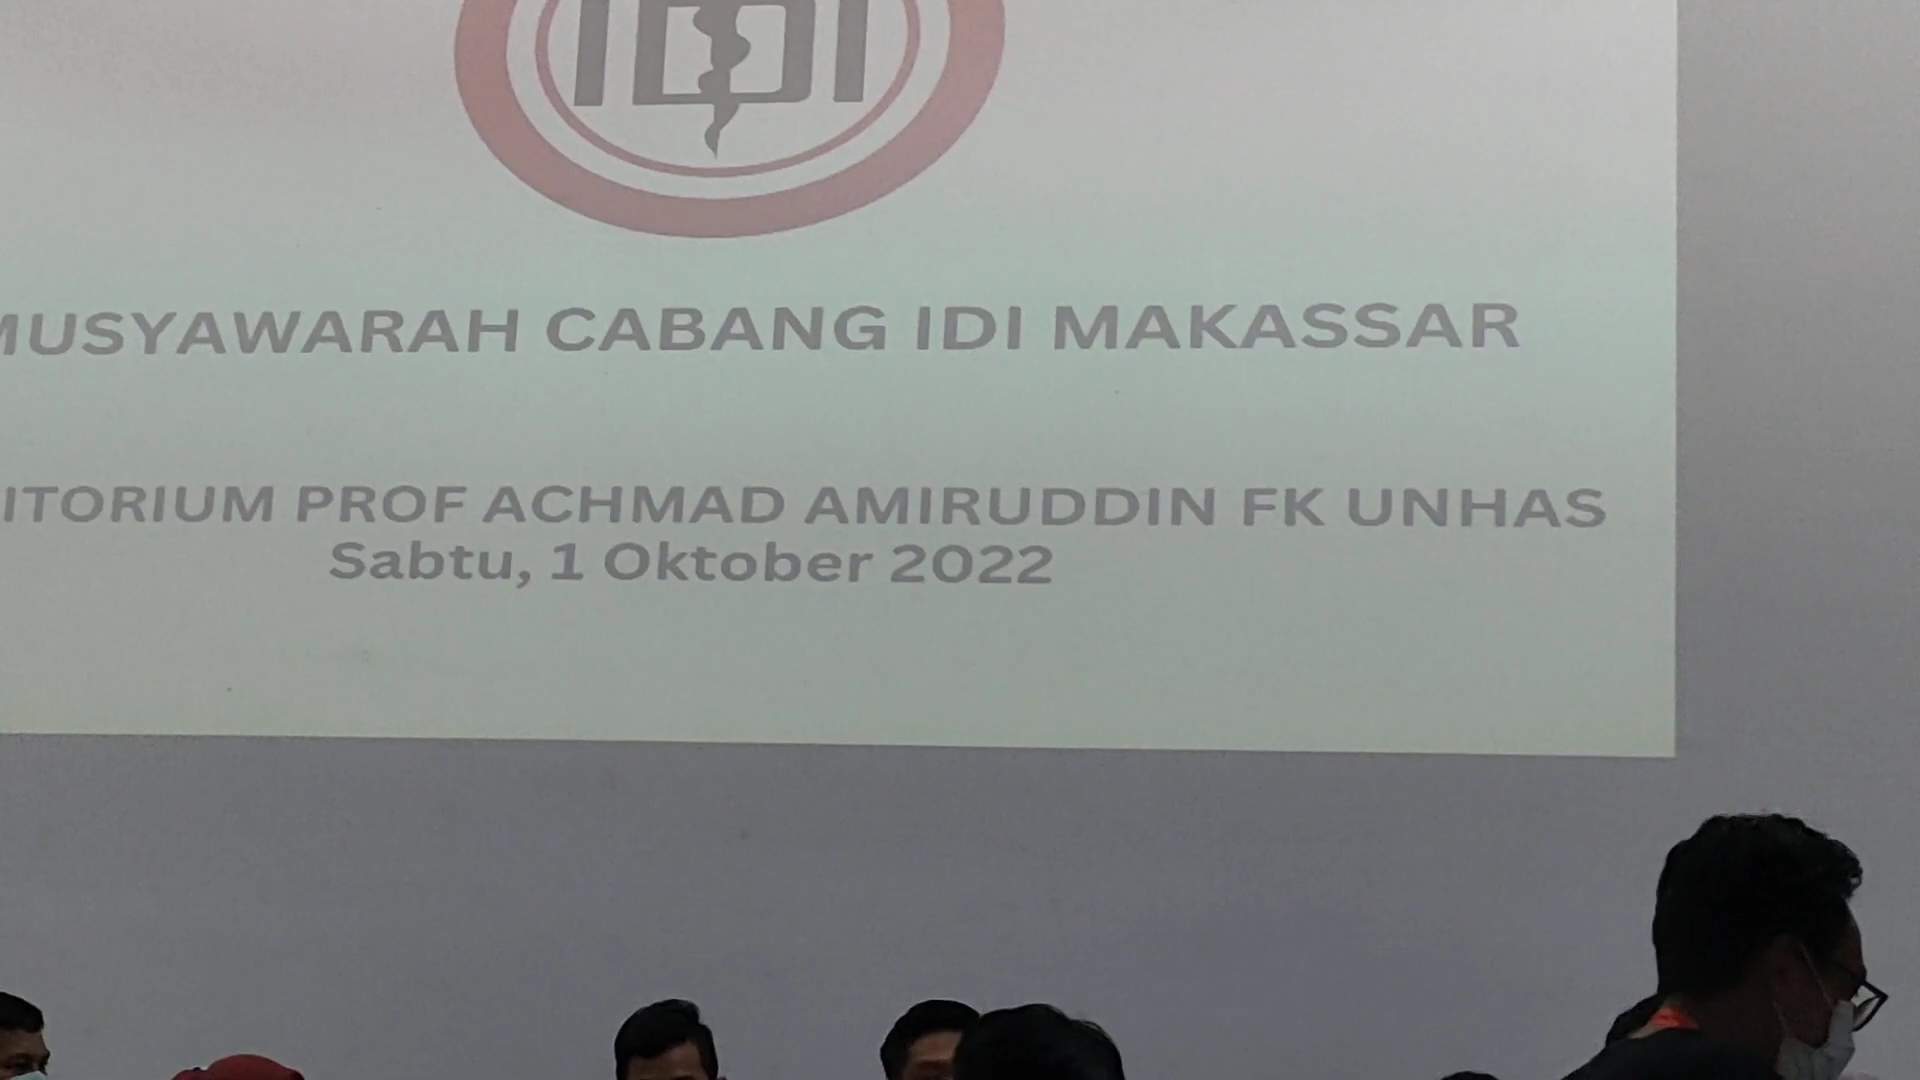 IDI
MUSYAWARAH CABANG IDI MAKASSAR
ITORIUM PROF ACHMAD AMIRUDDIN FK UNHAS
Sabtu, 1 Oktober 2022